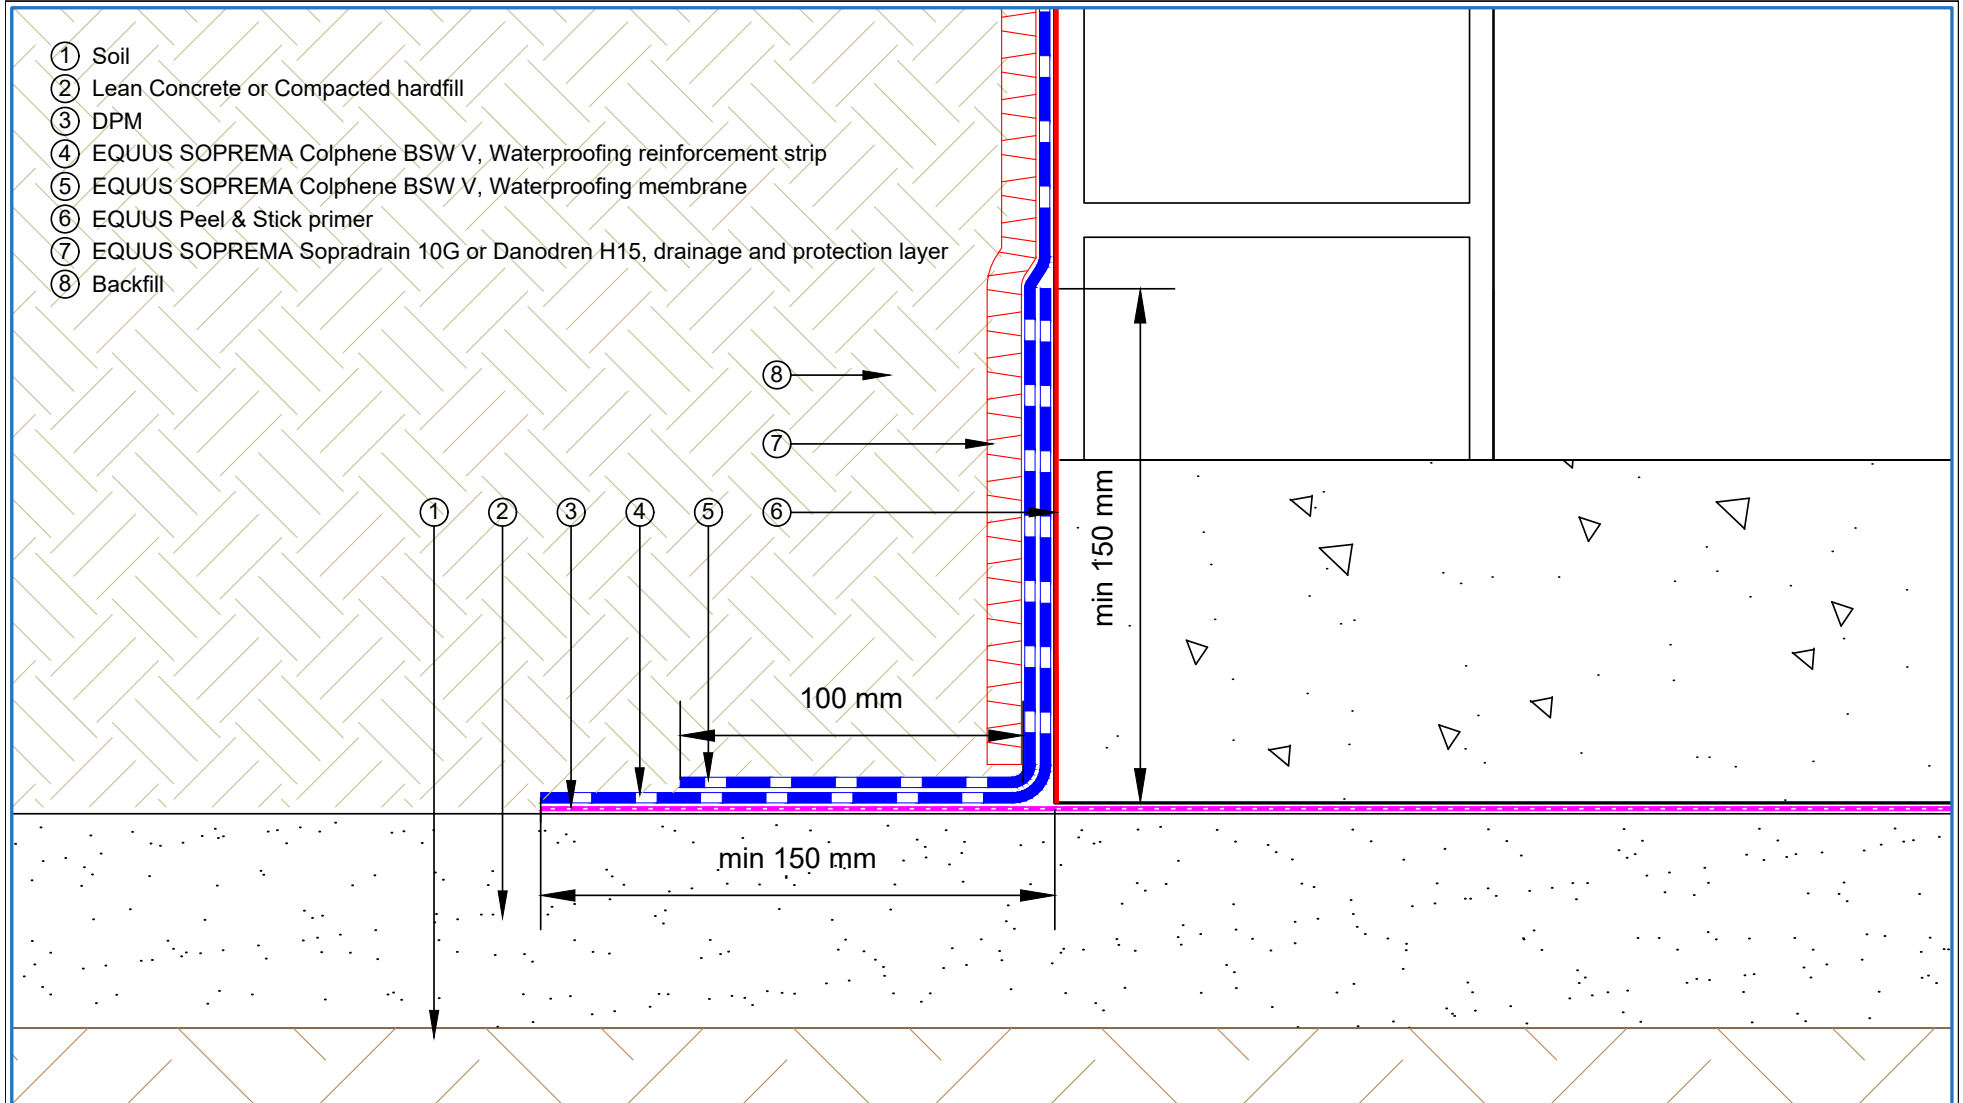 1 Soil
2 Lean Concrete or Compacted hardfill
3 DPM
4 EQUUS SOPREMA Colphene BSW V, Waterproofing reinforcement strip
5 EQUUS SOPREMA Colphene BSW V, Waterproofing membrane
6 EQUUS Peel & Stick primer
7 EQUUS SOPREMA Sopradrain 10G or Danodren H15, drainage and protection layer
8 Backfill
8
7
1 2 3 4 5 6
min 150 mm
100 mm
min 150 mm